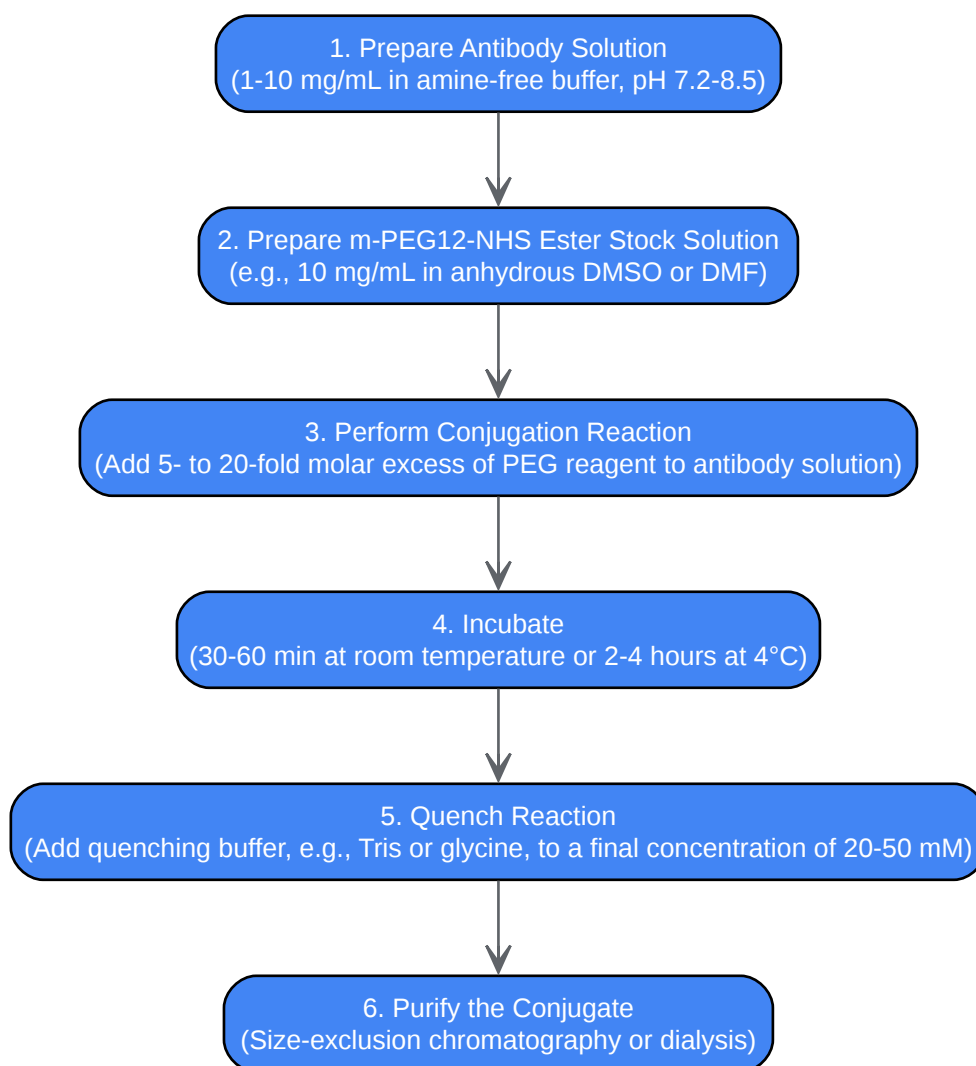 1. Prepare Antibody Solution
(1-10 mg/mL in amine-free buffer, pH 7.2-8.5)
2. Prepare m-PEG12-NHS Ester Stock Solution
(e.g., 10 mg/mL in anhydrous DMSO or DMF)
3. Perform Conjugation Reaction
(Add 5- to 20-fold molar excess of PEG reagent to antibody solution)
4. Incubate
(30-60 min at room temperature or 2-4 hours at 4°C)
5. Quench Reaction
(Add quenching buffer, e.g., Tris or glycine, to a final concentration of 20-50 mM)
6. Purify the Conjugate
(Size-exclusion chromatography or dialysis)